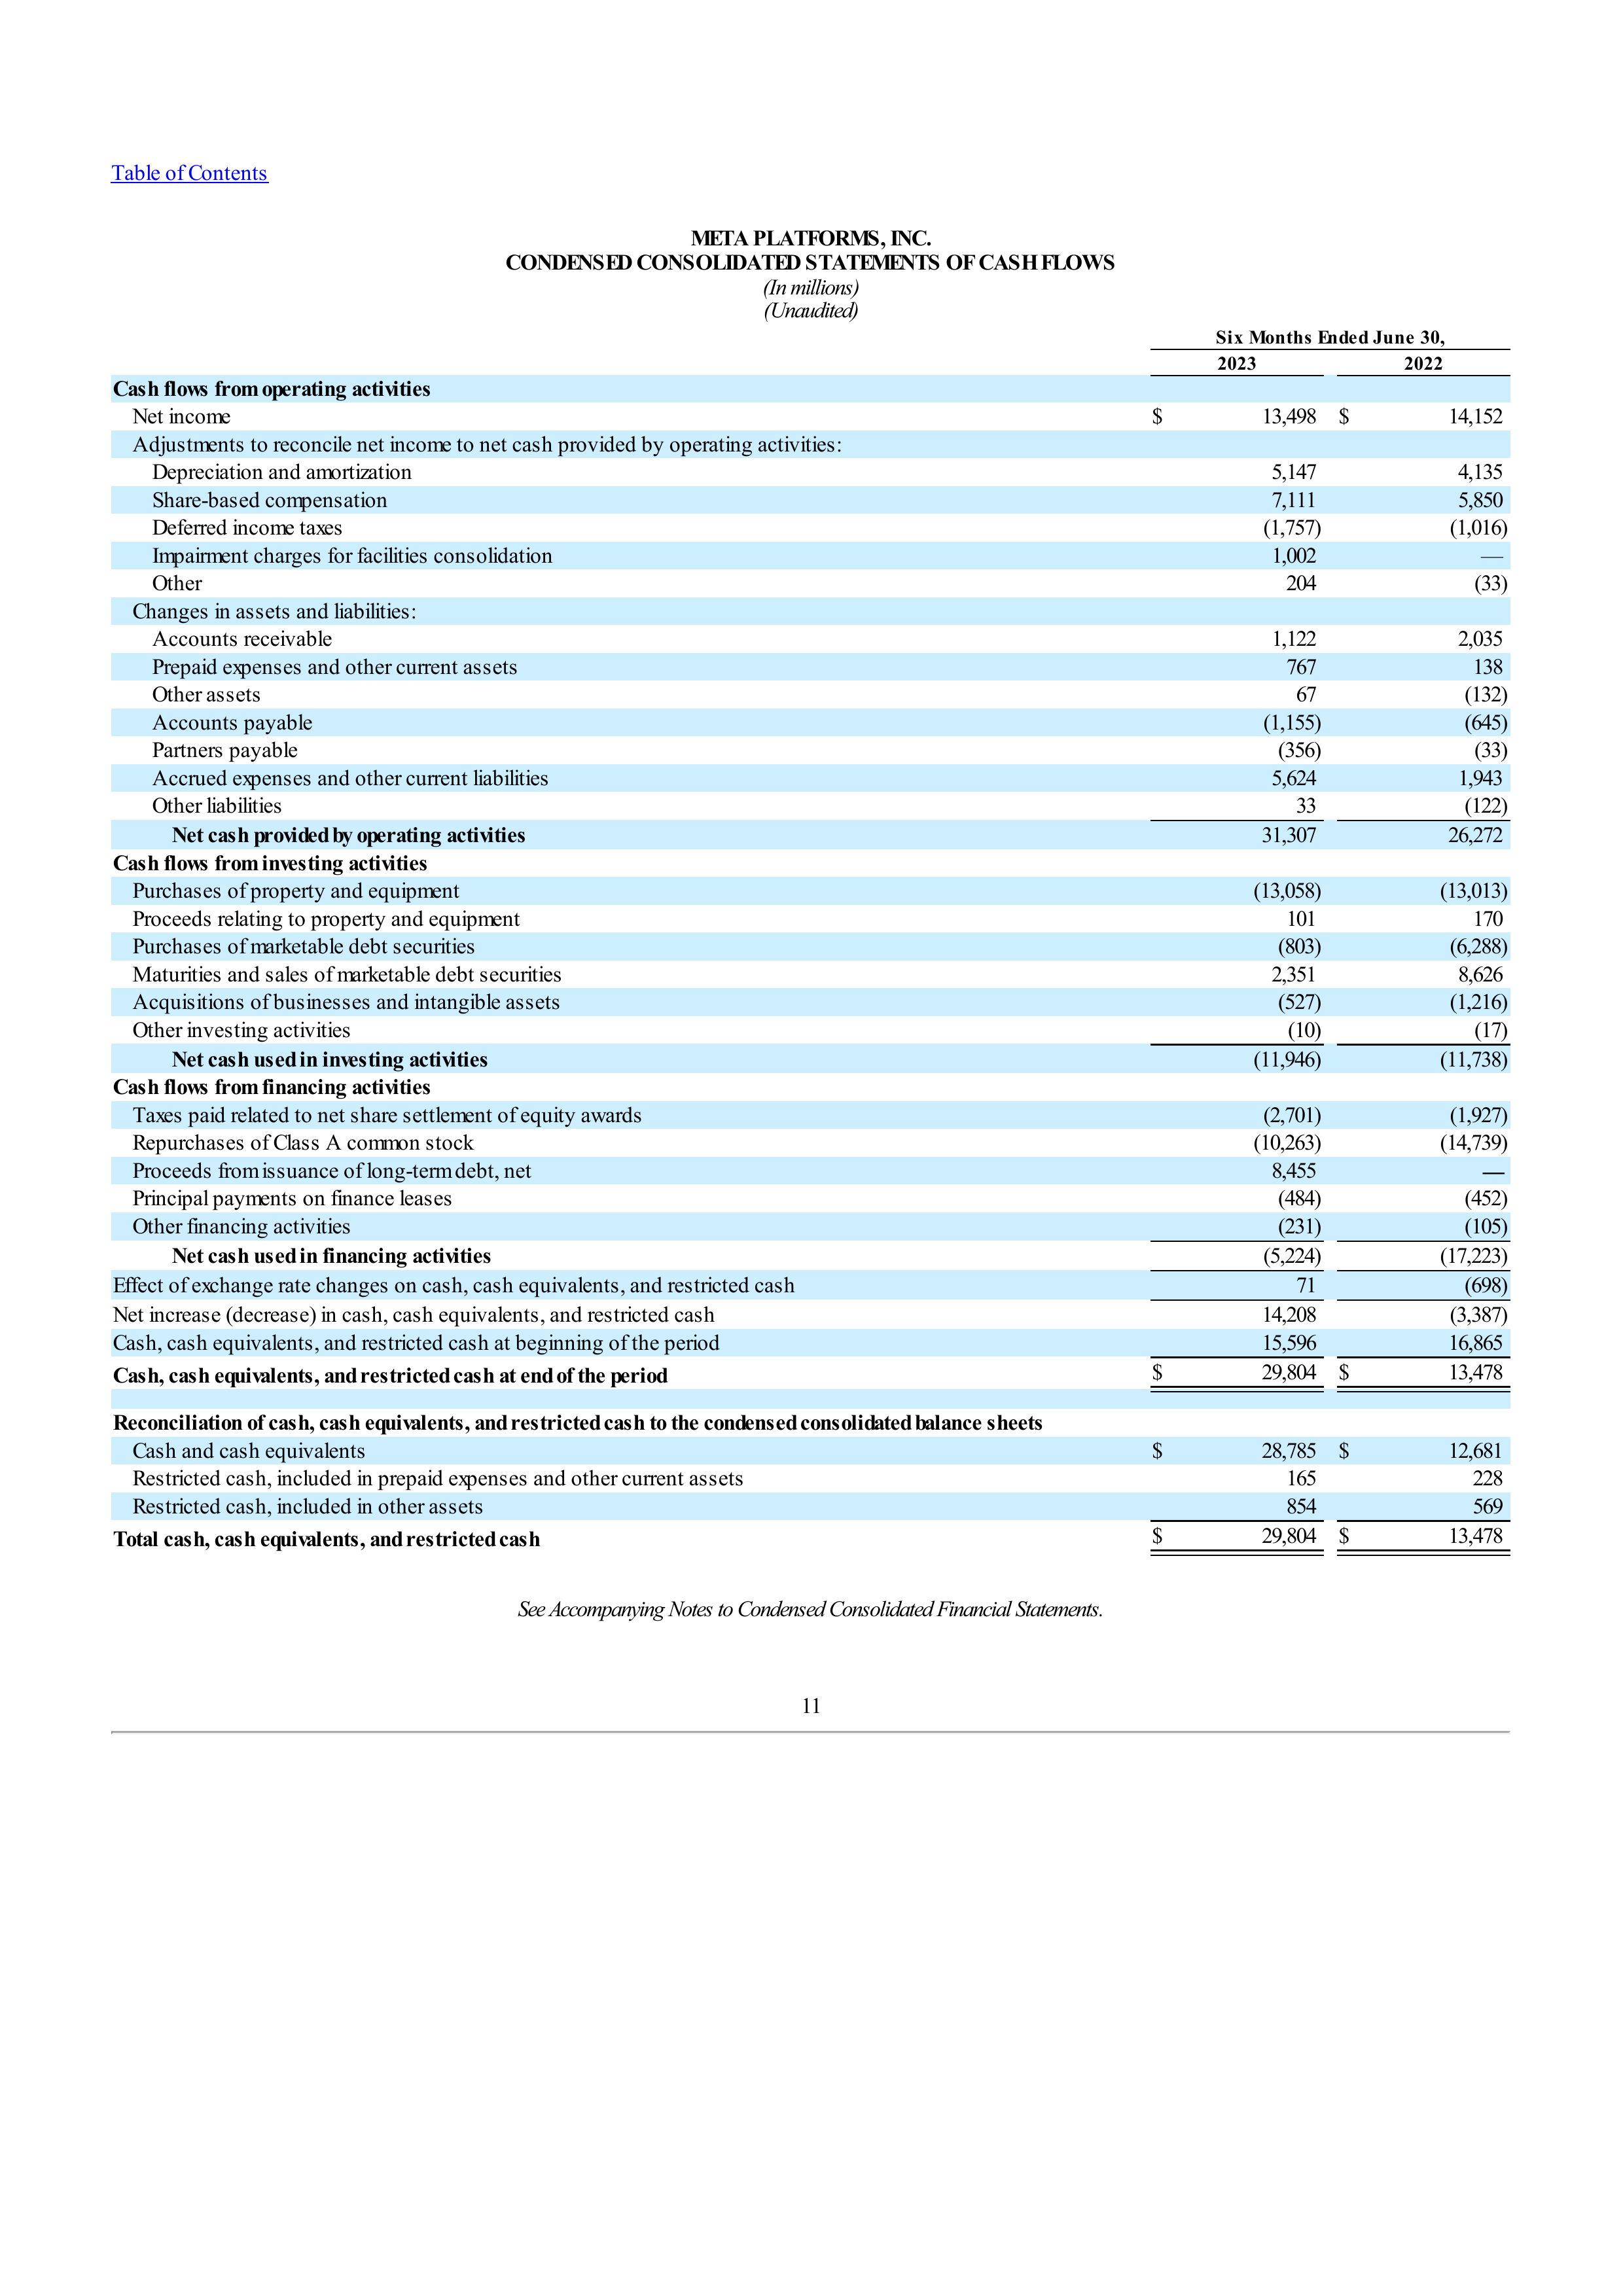 Table of Contents
META PLATFORMS, INC.
CONDENSED CONSOLIDATED STATEMENTS OF CASH FLOWS
(In millions)
(Unaudited)
Six Months Ended June 30,
2023 2022
Cash flows from operating activities
Net income $ 13,498 $ 14,152
Adjustments to reconcile net income to net cash provided by operating activities:
Depreciation and amortization 5,147 4,135
Share-based compensation 7,111 5,850
Deferred income taxes (1,757) (1,016)
Impairment charges for facilities consolidation 1,002 —
Other 204 (33)
Changes in assets and liabilities:
Accounts receivable 1,122 2,035
Prepaid expenses and other current assets 767 138
Other assets 67 (132)
Accounts payable (1,155) (645)
Partners payable (356) (33)
Accrued expenses and other current liabilities 5,624 1,943
Other liabilities 33 (122)
Net cash provided by operating activities 31,307 26,272
Cash flows from investing activities
Purchases of property and equipment (13,058) (13,013)
Proceeds relating to property and equipment 101 170
Purchases of marketable debt securities (803) (6,288)
Maturities and sales of marketable debt securities 2,351 8,626
Acquisitions of businesses and intangible assets (527) (1,216)
Other investing activities (10) (17)
Net cash used in investing activities (11,946) (11,738)
Cash flows from financing activities
Taxes paid related to net share settlement of equity awards (2,701) (1,927)
Repurchases of Class A common stock (10,263) (14,739)
Proceeds from issuance of long-term debt, net 8,455 —
Principal payments on finance leases (484) (452)
Other financing activities (231) (105)
Net cash used in financing activities (5,224) (17,223)
Effect of exchange rate changes on cash, cash equivalents, and restricted cash 71 (698)
Net increase (decrease) in cash, cash equivalents, and restricted cash 14,208 (3,387)
Cash, cash equivalents, and restricted cash at beginning of the period 15,596 16,865
Cash, cash equivalents, and restricted cash at end of the period $ 29,804 $ 13,478
Reconciliation of cash, cash equivalents, and restricted cash to the condensed consolidated balance sheets
Cash and cash equivalents $ 28,785 $ 12,681
Restricted cash, included in prepaid expenses and other current assets 165 228
Restricted cash, included in other assets 854 569
Total cash, cash equivalents, and restricted cash $ 29,804 $ 13,478
See Accompanying Notes to Condensed Consolidated Financial Statements.
11